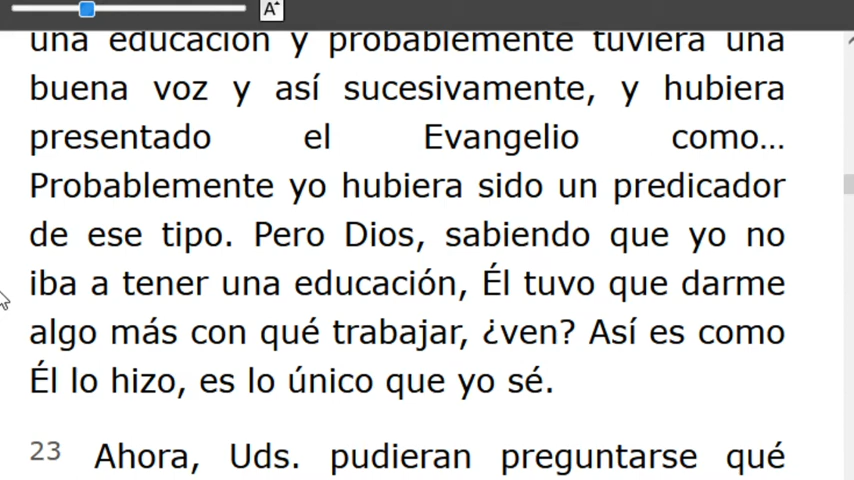 A
una educación y probablemente tuviera una
buena voz y así sucesivamente, y hubiera
presentado el Evangelio como...
Probablemente yo hubiera sido un predicador
de ese tipo. Pero Dios, sabiendo que yo no
iba a tener una educación, Él tuvo que darme
algo más con qué trabajar, ¿ven? Así es como
Él lo hizo, es lo único que yo sé.
23 Ahora, Uds. pudieran preguntarse qué